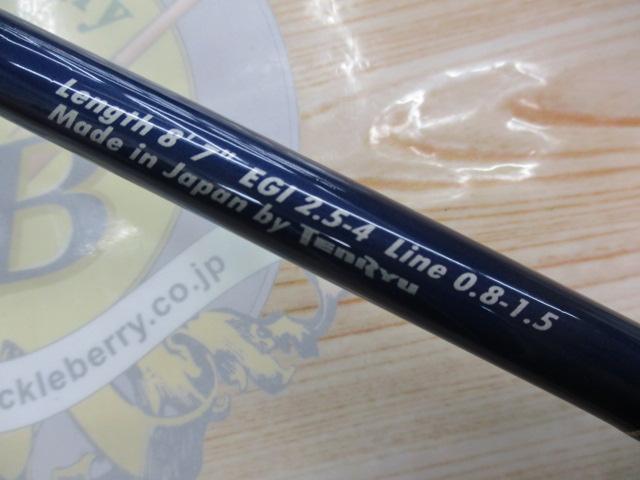 Length 8'7" EGI 2.5-4 Line 0.8-1.5
Made in Japan by TENRYU
erry
B
ckleberry.co.jp